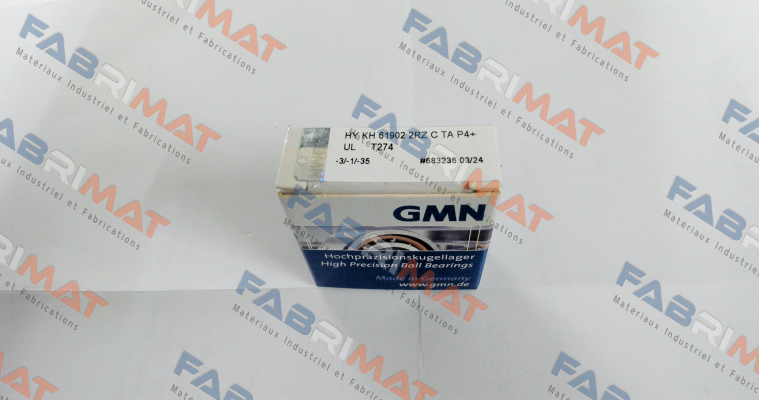 HY KH 61902 2RZ C TA P4+
UL T274
-3/-1/-35 #683236 03/24
GMN
Hochpräzisionskugellager
High Precision Ball Bearings
Made in Germany
www.gmn.de
FABRIMAT
Matériaux Industriel et Fabrications